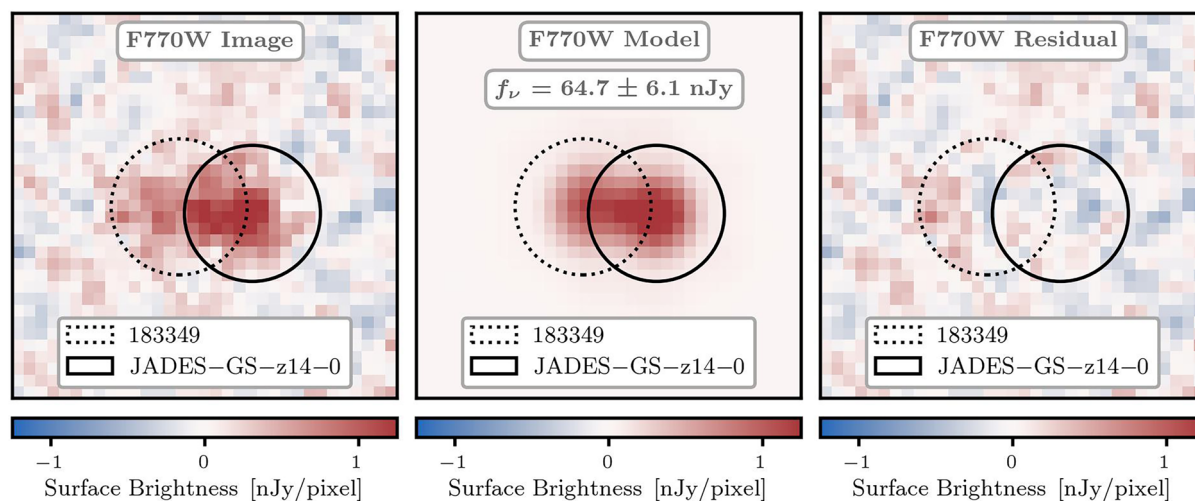 F770W Image
183349
JADES−GS−z14−0
−1 0 1
Surface Brightness [nJy/pixel]
F770W Model
fν = 64.7 ± 6.1 nJy
183349
JADES−GS−z14−0
−1 0 1
Surface Brightness [nJy/pixel]
F770W Residual
183349
JADES−GS−z14−0
−1 0 1
Surface Brightness [nJy/pixel]